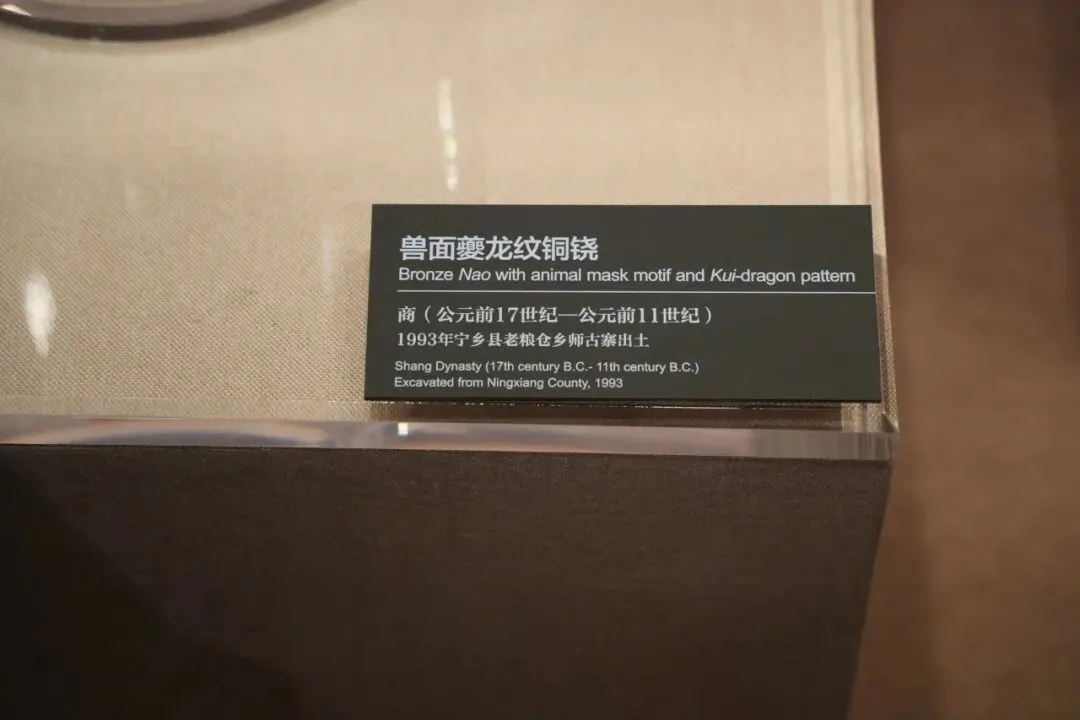 兽面夔龙纹铜铙
Bronze Nao with animal mask motif and Kui-dragon pattern
商（公元前17世纪—公元前11世纪）
1993年宁乡县老粮仓乡师古寨出土
Shang Dynasty (17th century B.C.- 11th century B.C.)
Excavated from Ningxiang County, 1993